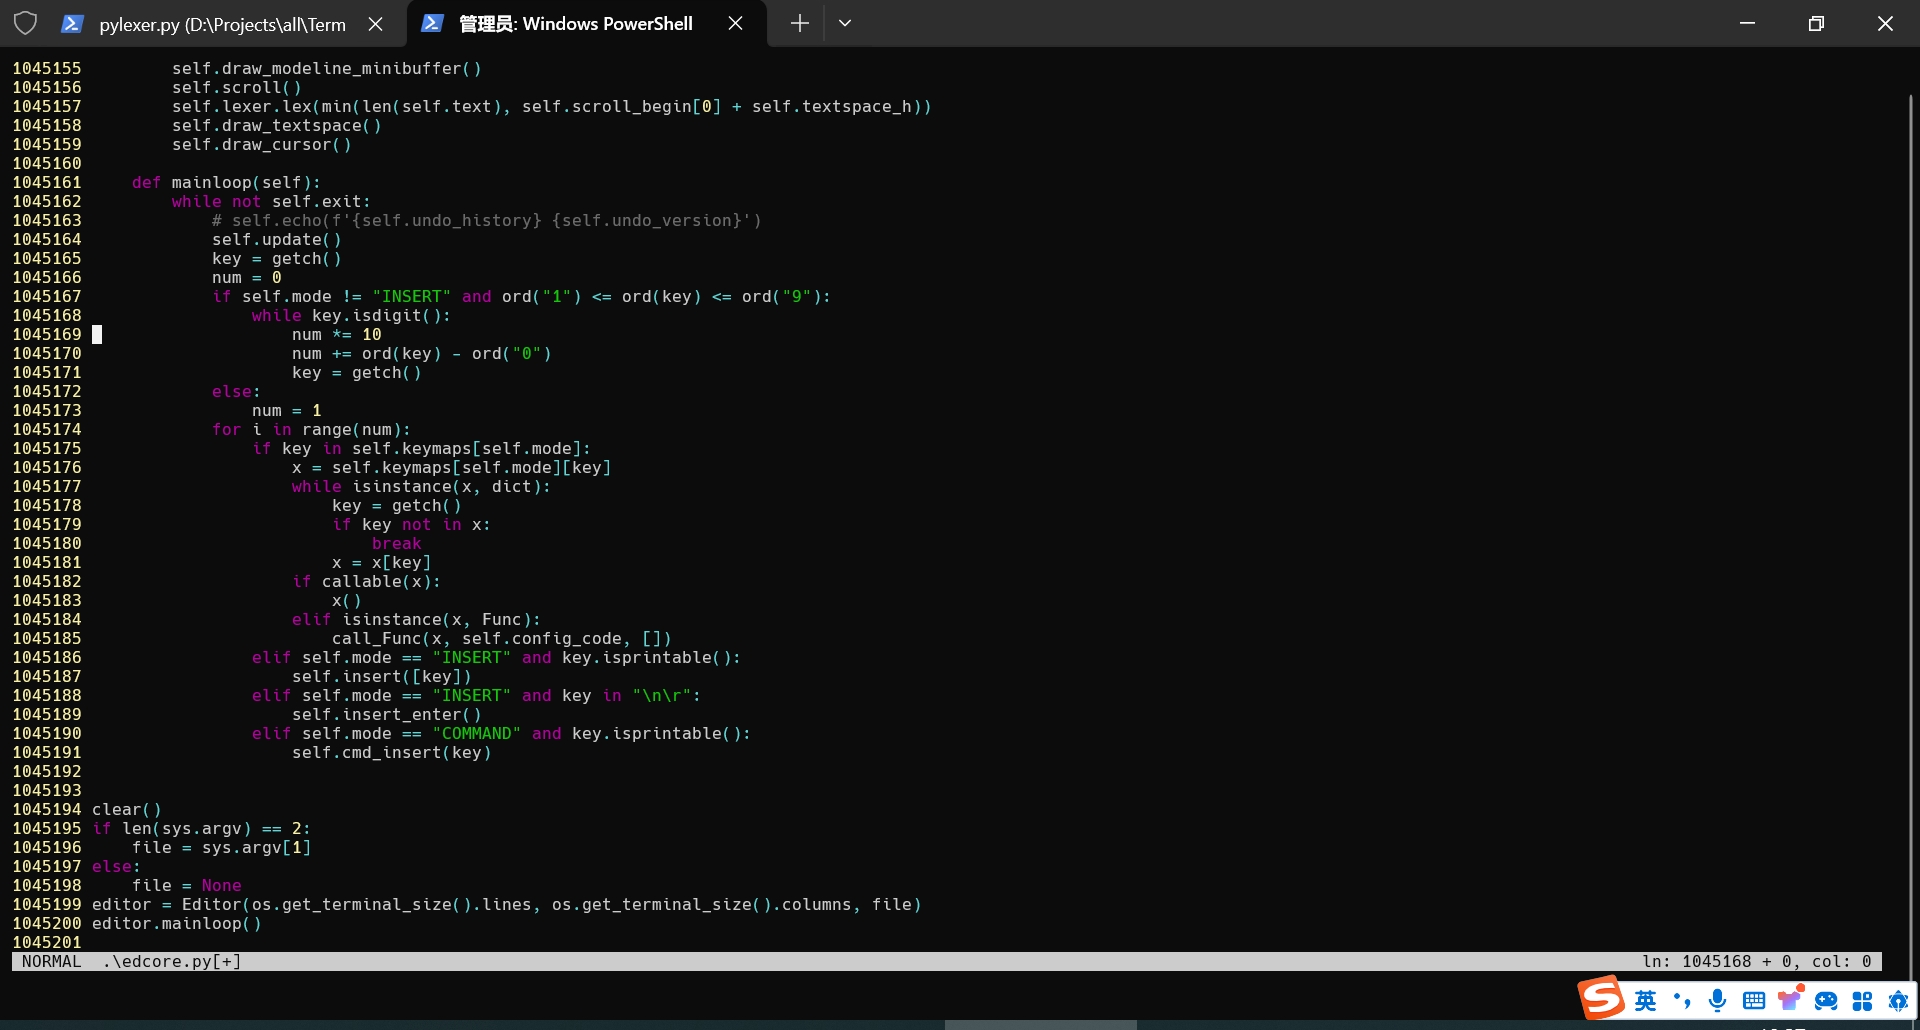 pylexer.py (D:\Projects\all\Term
管理员: Windows PowerShell
1045155         self.draw_modeline_minibuffer()
1045156         self.scroll()
1045157         self.lexer.lex(min(len(self.text), self.scroll_begin[0] + self.textspace_h))
1045158         self.draw_textspace()
1045159         self.draw_cursor()
1045160
1045161     def mainloop(self):
1045162         while not self.exit:
1045163             # self.echo(f'{self.undo_history} {self.undo_version}')
1045164             self.update()
1045165             key = getch()
1045166             num = 0
1045167             if self.mode != "INSERT" and ord("1") <= ord(key) <= ord("9"):
1045168                 while key.isdigit():
1045169                     num *= 10
1045170                     num += ord(key) - ord("0")
1045171                     key = getch()
1045172             else:
1045173                 num = 1
1045174             for i in range(num):
1045175                 if key in self.keymaps[self.mode]:
1045176                     x = self.keymaps[self.mode][key]
1045177                     while isinstance(x, dict):
1045178                         key = getch()
1045179                         if key not in x:
1045180                             break
1045181                         x = x[key]
1045182                     if callable(x):
1045183                         x()
1045184                     elif isinstance(x, Func):
1045185                         call_Func(x, self.config_code, [])
1045186                 elif self.mode == "INSERT" and key.isprintable():
1045187                     self.insert([key])
1045188                 elif self.mode == "INSERT" and key in "\n\r":
1045189                     self.insert_enter()
1045190                 elif self.mode == "COMMAND" and key.isprintable():
1045191                     self.cmd_insert(key)
1045192
1045193
1045194 clear()
1045195 if len(sys.argv) == 2:
1045196     file = sys.argv[1]
1045197 else:
1045198     file = None
1045199 editor = Editor(os.get_terminal_size().lines, os.get_terminal_size().columns, file)
1045200 editor.mainloop()
1045201
NORMAL  .\edcore.py[+]    ln: 1045168 + 0, col: 0
S 英